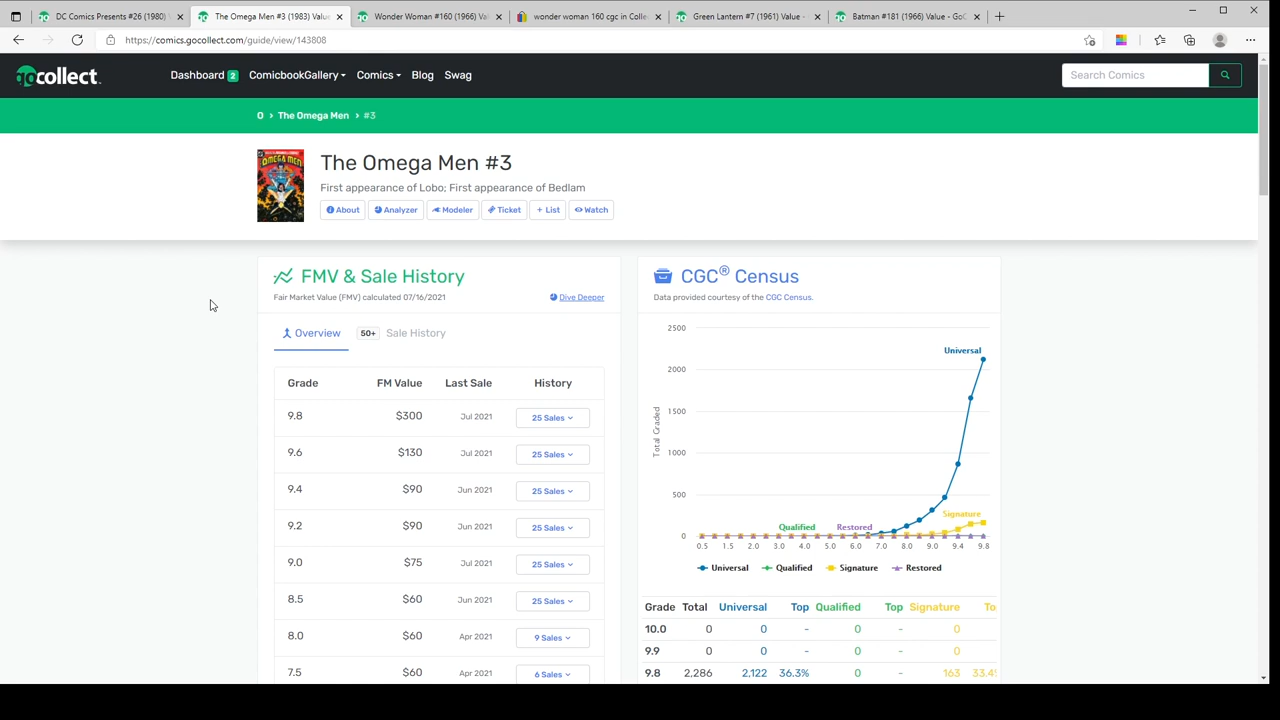 DC Comics Presents #26 (1980)
The Omega Men #3 (1983) Valu
Wonder Woman #160 (1966) Value
wonder woman 160 cgc in Collec
Green Lantern #7 (1961) Value -
Batman #181 (1966) Value - GoC
https://comics.gocollect.com/guide/view/143808
gocollect
Dashboard 2
ComicbookGallery
Comics
Blog
Swag
Search Comics
O › The Omega Men › #3
OMEGA MEN
The Omega Men #3
First appearance of Lobo; First appearance of Bedlam
About
Analyzer
Modeler
Ticket
+ List
Watch
FMV & Sale History
Fair Market Value (FMV) calculated 07/16/2021
Dive Deeper
Overview
50+ Sale History
Grade FM Value Last Sale History
9.8 $300 Jul 2021 25 Sales
9.6 $130 Jul 2021 25 Sales
9.4 $90 Jun 2021 25 Sales
9.2 $90 Jun 2021 25 Sales
9.0 $75 Jul 2021 25 Sales
8.5 $60 Jun 2021 25 Sales
8.0 $60 Apr 2021 9 Sales
7.5 $60 Apr 2021 6 Sales
CGC® Census
Data provided courtesy of the CGC Census.
2500
2000
1500
1000
500
0
Total Graded
Universal
Signature
Qualified
Restored
0.5 1.5 2.0 3.0 4.0 5.0 6.0 7.0 8.0 9.0 9.4 9.8
Universal Qualified Signature Restored
Grade Total Universal Top Qualified Top Signature To
10.0 0 0 - 0 - 0
9.9 0 0 - 0 - 0
9.8 2,286 2,122 36.3% 0 - 163 33.4%